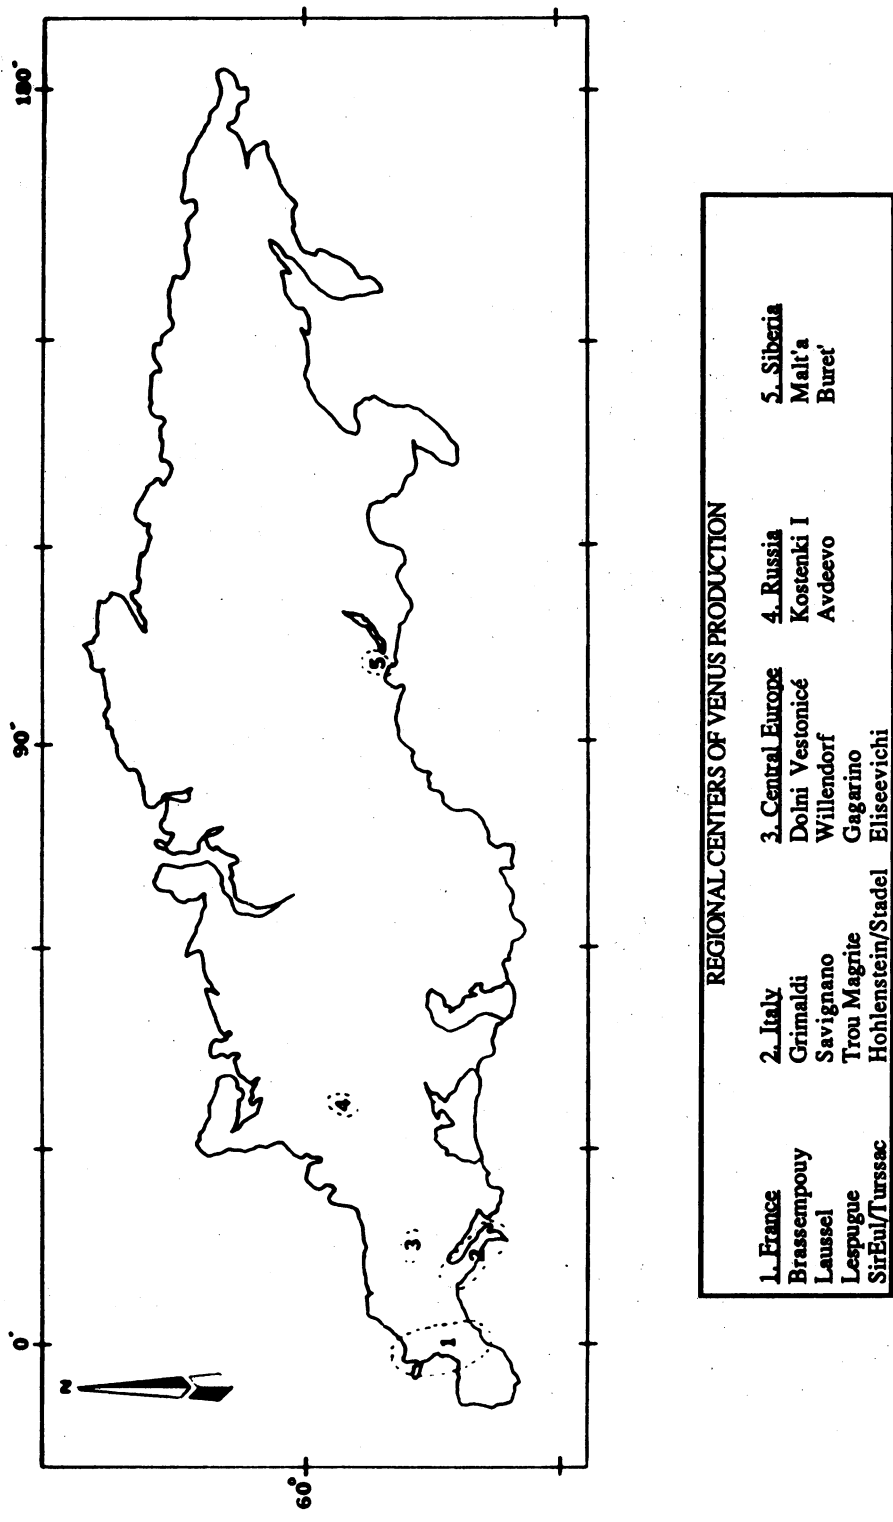 0°
90°
180°
N
60°
1
2
3
4
5
REGIONAL CENTERS OF VENUS PRODUCTION
1. France
Brassempouy
Laussel
Lespugue
SirEul/Turssac
2. Italy
Grimaldi
Savignano
Trou Magrite
Hohlenstein/Stadel
3. Central Europe
Dolni Vestonicé
Willendorf
Gagarino
Eliseevichi
4. Russia
Kostenki I
Avdeevo
5. Siberia
Malt'a
Buret'